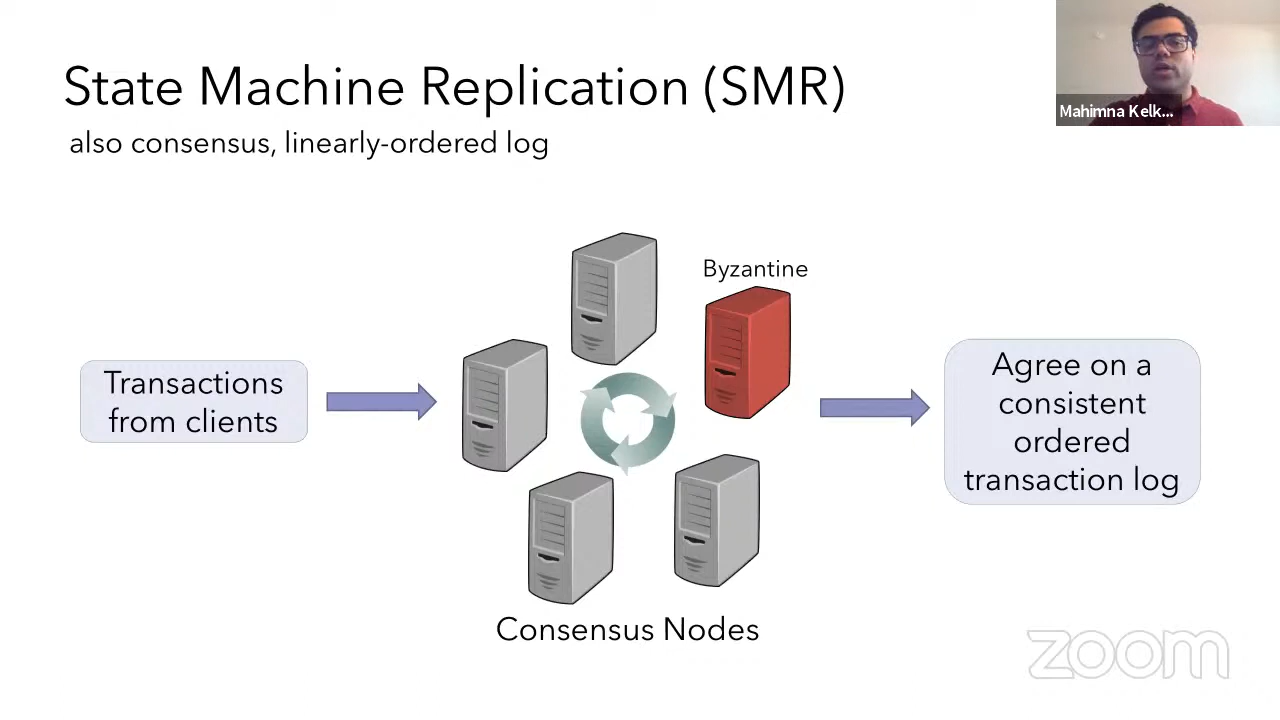 State Machine Replication (SMR)
also consensus, linearly-ordered log
Mahimna Kelk...
Byzantine
Transactions
from clients
Agree on a
consistent
ordered
transaction log
Consensus Nodes
zoom